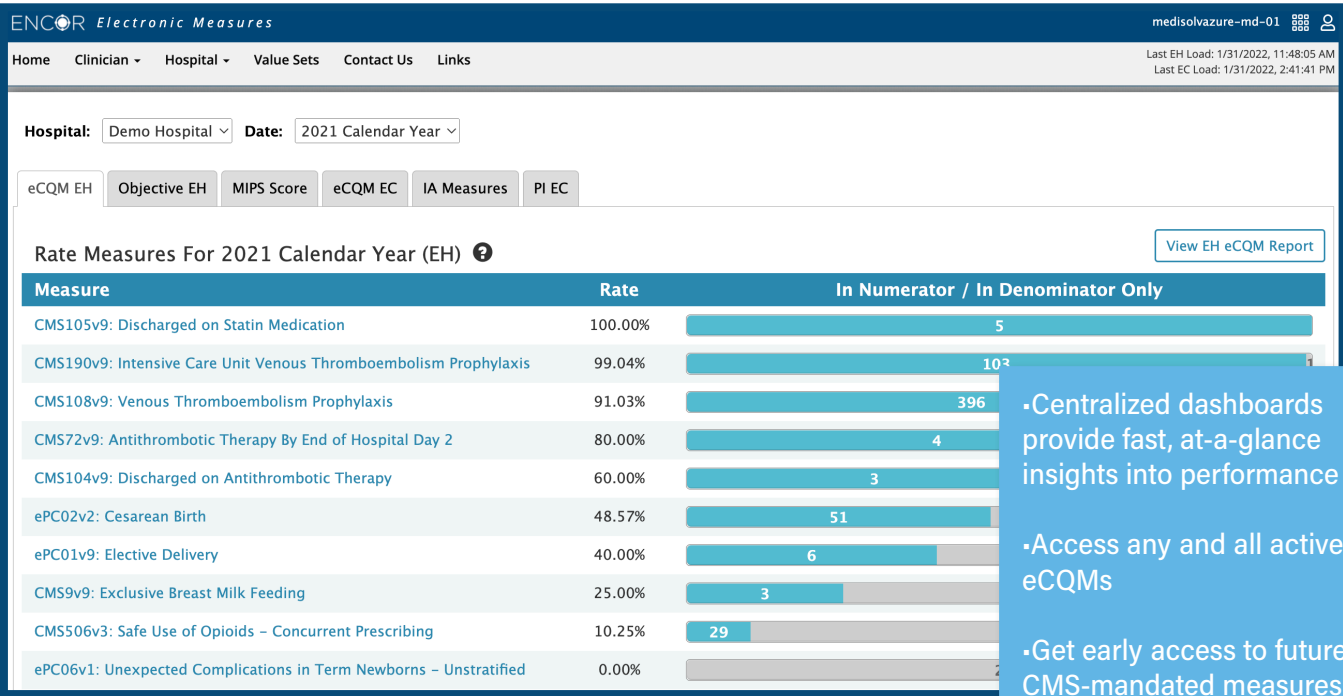 ENCOR Electronic Measures
medisolvazure-md-01
Home Clinician Hospital Value Sets Contact Us Links
Last EH Load: 1/31/2022, 11:48:05 AM
Last EC Load: 1/31/2022, 2:41:41 PM
Hospital: Demo Hospital Date: 2021 Calendar Year
eCQM EH Objective EH MIPS Score eCQM EC IA Measures PI EC
Rate Measures For 2021 Calendar Year (EH) ?
View EH eCQM Report
Measure Rate In Numerator / In Denominator Only
CMS105v9: Discharged on Statin Medication 100.00% 5
CMS190v9: Intensive Care Unit Venous Thromboembolism Prophylaxis 99.04% 103 1
CMS108v9: Venous Thromboembolism Prophylaxis 91.03% 396
CMS72v9: Antithrombotic Therapy By End of Hospital Day 2 80.00% 4
CMS104v9: Discharged on Antithrombotic Therapy 60.00% 3
ePC02v2: Cesarean Birth 48.57% 51
ePC01v9: Elective Delivery 40.00% 6
CMS9v9: Exclusive Breast Milk Feeding 25.00% 3
CMS506v3: Safe Use of Opioids – Concurrent Prescribing 10.25% 29
ePC06v1: Unexpected Complications in Term Newborns – Unstratified 0.00%
▪Centralized dashboards
provide fast, at-a-glance
insights into performance
▪Access any and all active
eCQMs
▪Get early access to future
CMS-mandated measures